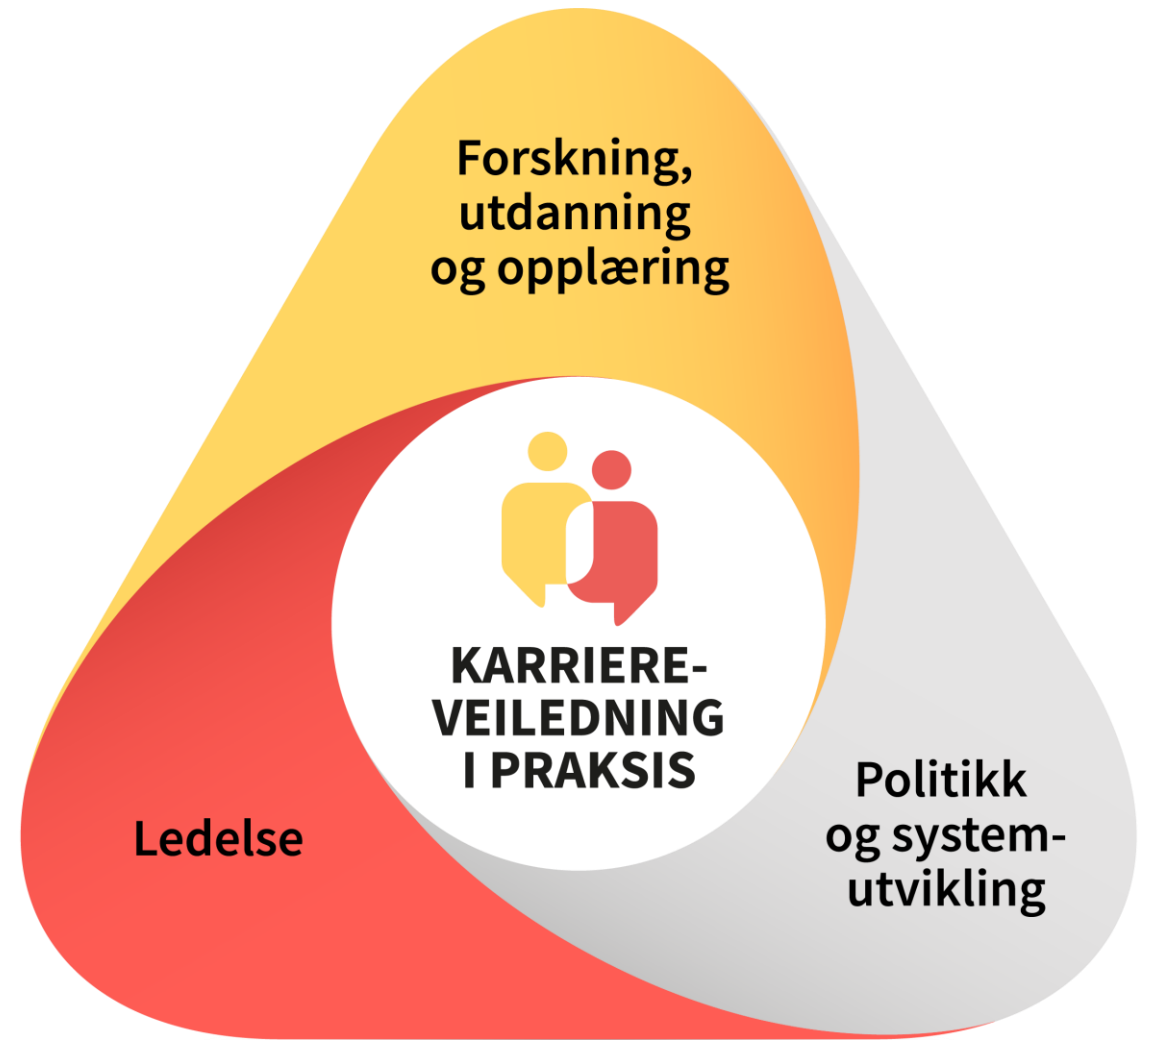 Forskning,
utdanning
og opplæring
KARRIERE-
VEILEDNING
I PRAKSIS
Ledelse
Politikk
og system-
utvikling